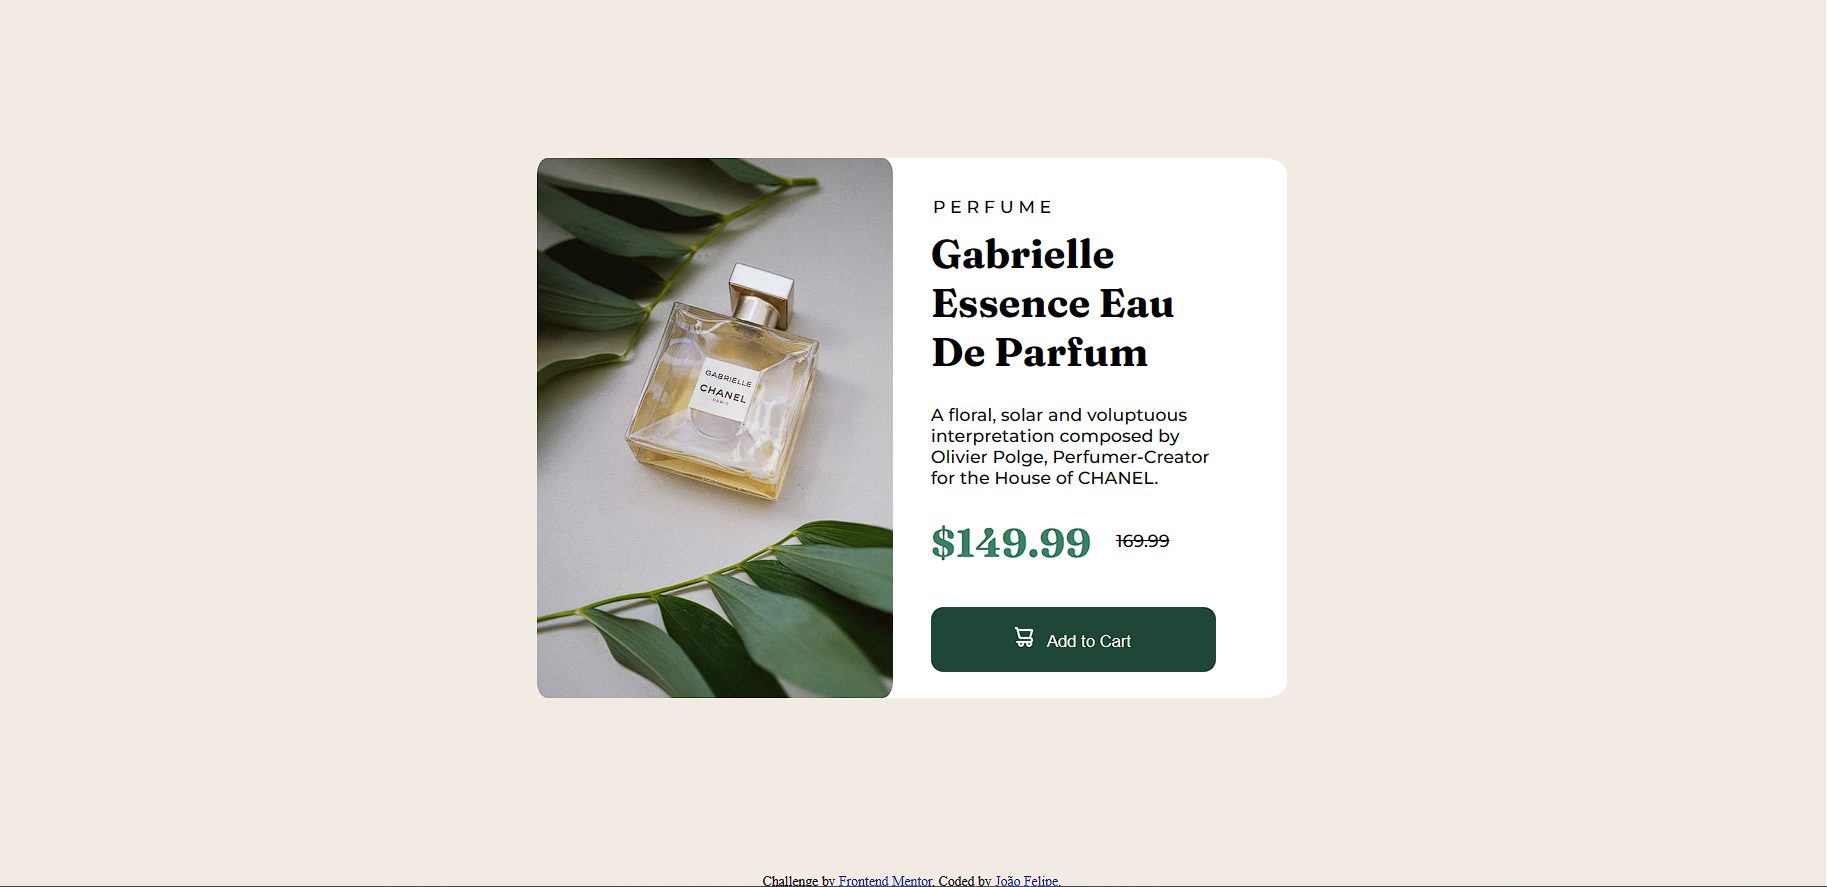 PERFUME
Gabrielle
Essence Eau
De Parfum
GABRIELLE
CHANEL
PARIS
A floral, solar and voluptuous
interpretation composed by
Olivier Polge, Perfumer-Creator
for the House of CHANEL.
$149.99 169.99
Add to Cart
Challenge by Frontend Mentor. Coded by João Felipe.